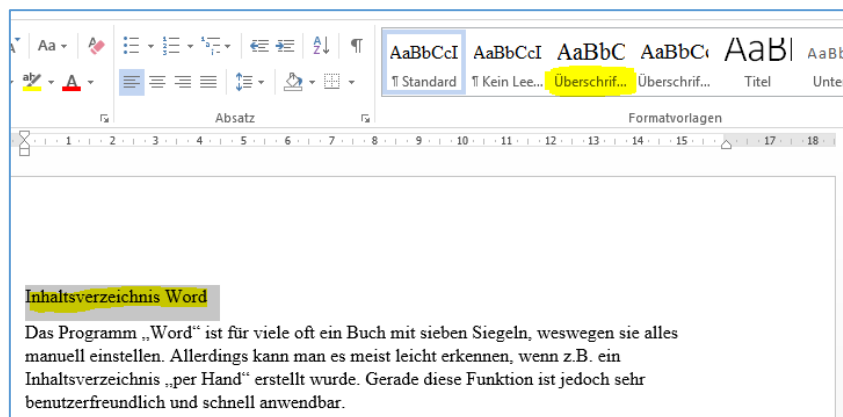 Aa
A
AaBbCcI AaBbCcI AaBbC AaBbCc AaBl AaBb
¶ Standard ¶ Kein Lee... Überschrif... Überschrif... Titel Unte
Absatz Formatvorlagen
1 2 3 4 5 6 7 8 9 10 11 12 13 14 15 17 18
Inhaltsverzeichnis Word
Das Programm „Word“ ist für viele oft ein Buch mit sieben Siegeln, weswegen sie alles
manuell einstellen. Allerdings kann man es meist leicht erkennen, wenn z.B. ein
Inhaltsverzeichnis „per Hand“ erstellt wurde. Gerade diese Funktion ist jedoch sehr
benutzerfreundlich und schnell anwendbar.